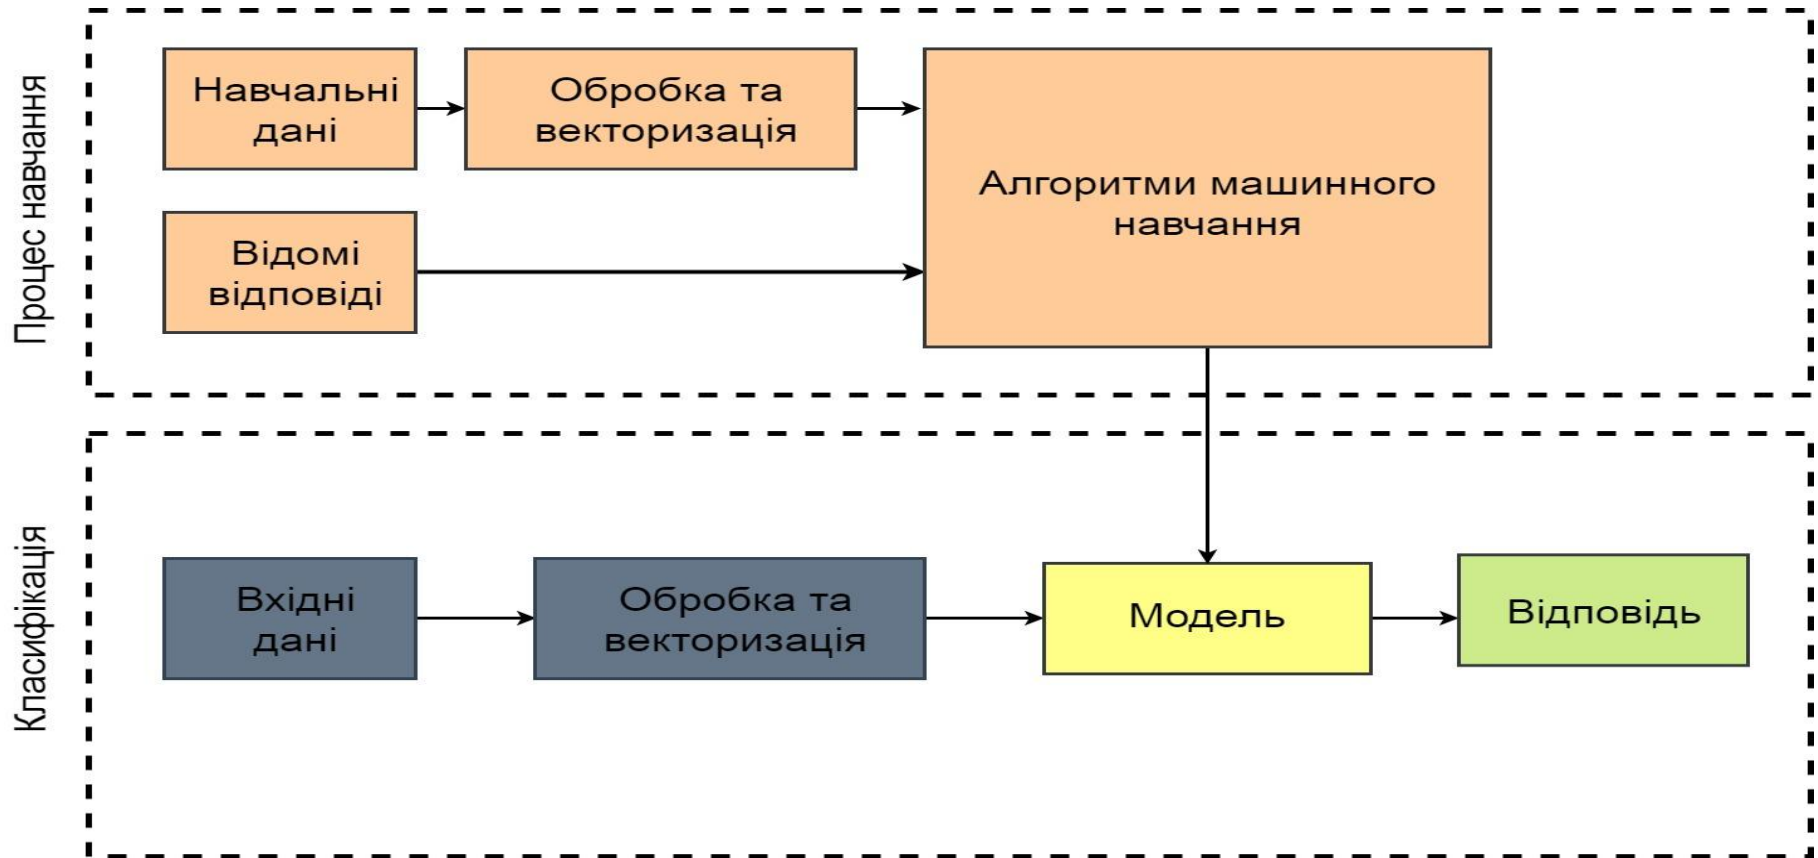 Процес навчання
Навчальні
дані
Обробка та
векторизація
Алгоритми машинного
навчання
Відомі
відповіді
Класифікація
Вхідні
дані
Обробка та
векторизація
Модель
Відповідь